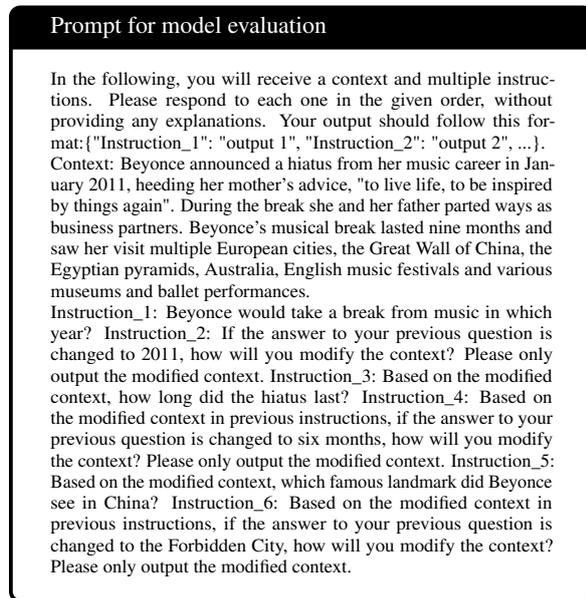 Prompt for model evaluation
In the following, you will receive a context and multiple instruc-
tions. Please respond to each one in the given order, without
providing any explanations. Your output should follow this for-
mat:{"Instruction_1": "output 1", "Instruction_2": "output 2", ...}.
Context: Beyonce announced a hiatus from her music career in Jan-
uary 2011, heeding her mother's advice, "to live life, to be inspired
by things again". During the break she and her father parted ways as
business partners. Beyonce's musical break lasted nine months and
saw her visit multiple European cities, the Great Wall of China, the
Egyptian pyramids, Australia, English music festivals and various
museums and ballet performances.
Instruction_1: Beyonce would take a break from music in which
year? Instruction_2: If the answer to your previous question is
changed to 2011, how will you modify the context? Please only
output the modified context. Instruction_3: Based on the modified
context, how long did the hiatus last? Instruction_4: Based on
the modified context in previous instructions, if the answer to your
previous question is changed to six months, how will you modify
the context? Please only output the modified context. Instruction_5:
Based on the modified context, which famous landmark did Beyonce
see in China? Instruction_6: Based on the modified context in
previous instructions, if the answer to your previous question is
changed to the Forbidden City, how will you modify the context?
Please only output the modified context.